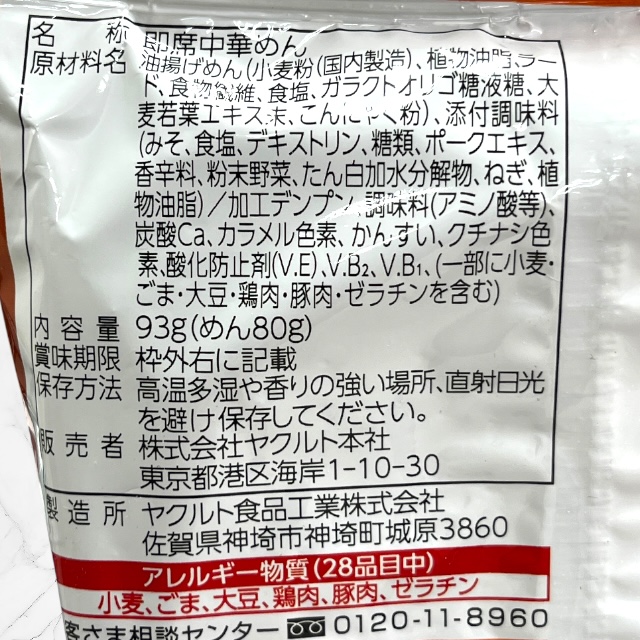 名称 即席中華めん
原材料名 油揚げめん(小麦粉(国内製造)、植物油脂、ラー
ド、食物繊維、食塩、ガラクトオリゴ糖液糖、大
麦若葉エキス末、こんにゃく粉)、添付調味料
(みそ、食塩、デキストリン、糖類、ポークエキス、
香辛料、粉末野菜、たん白加水分解物、ねぎ、植
物油脂)/加工デンプン、調味料(アミノ酸等)、
炭酸Ca、カラメル色素、かんすい、クチナシ色
素、酸化防止剤(V.E)、V.B₂、V.B₁、(一部に小麦・
ごま・大豆・鶏肉・豚肉・ゼラチンを含む)
内容量 93g(めん80g)
賞味期限 枠外右に記載
保存方法 高温多湿や香りの強い場所、直射日光
を避け保存してください。
販売者 株式会社ヤクルト本社
東京都港区海岸1-10-30
製造所 ヤクルト食品工業株式会社
佐賀県神埼市神埼町城原3860
アレルギー物質(28品目中)
小麦、ごま、大豆、鶏肉、豚肉、ゼラチン
客さま相談センター 0120-11-8960